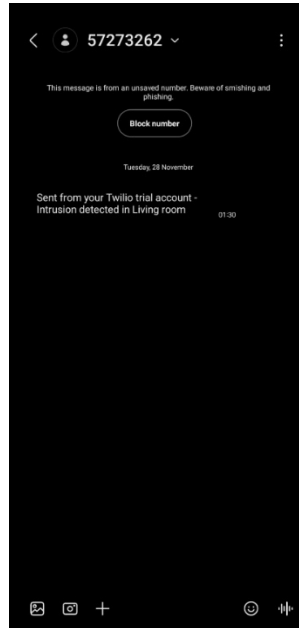 57273262
This message is from an unsaved number. Beware of smishing and
phishing.
Block number
Tuesday, 28 November
Sent from your Twilio trial account -
Intrusion detected in Living room
01:30